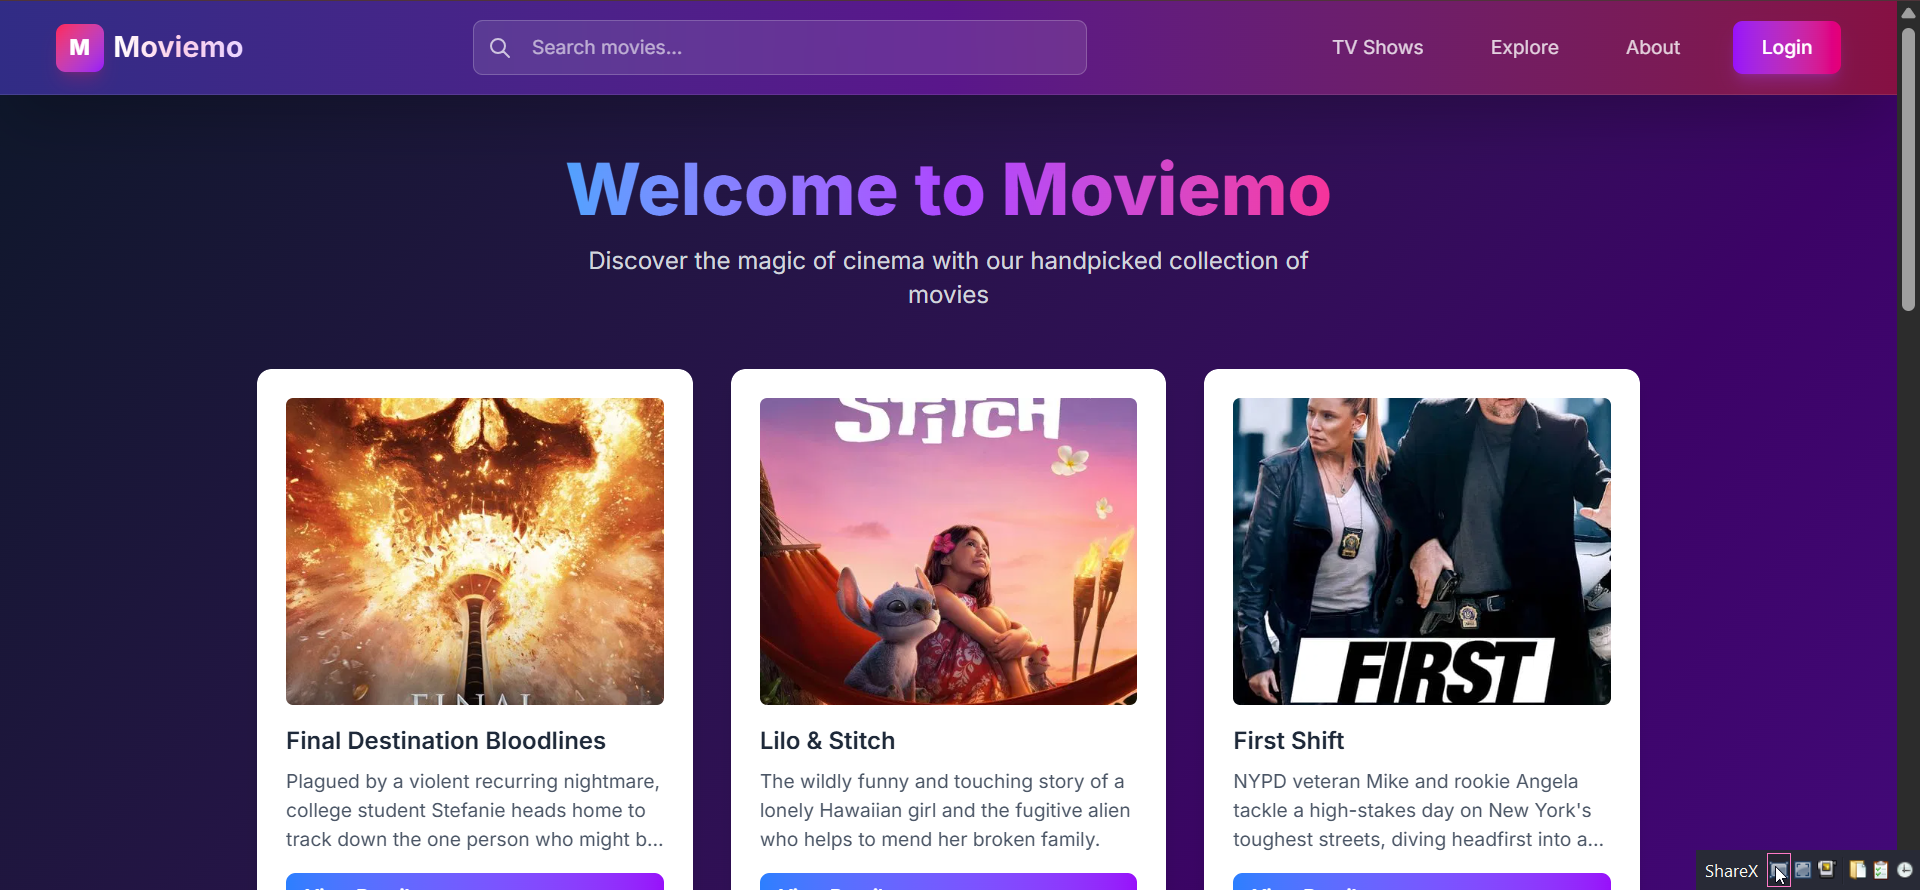 M Moviemo
Search movies...
TV Shows
Explore
About
Login
Welcome to Moviemo
Discover the magic of cinema with our handpicked collection of
movies
STITCH
FIRST
FINAL
Final Destination Bloodlines
Plagued by a violent recurring nightmare,
college student Stefanie heads home to
track down the one person who might b...
Lilo & Stitch
The wildly funny and touching story of a
lonely Hawaiian girl and the fugitive alien
who helps to mend her broken family.
First Shift
NYPD veteran Mike and rookie Angela
tackle a high-stakes day on New York's
toughest streets, diving headfirst into a...
ShareX